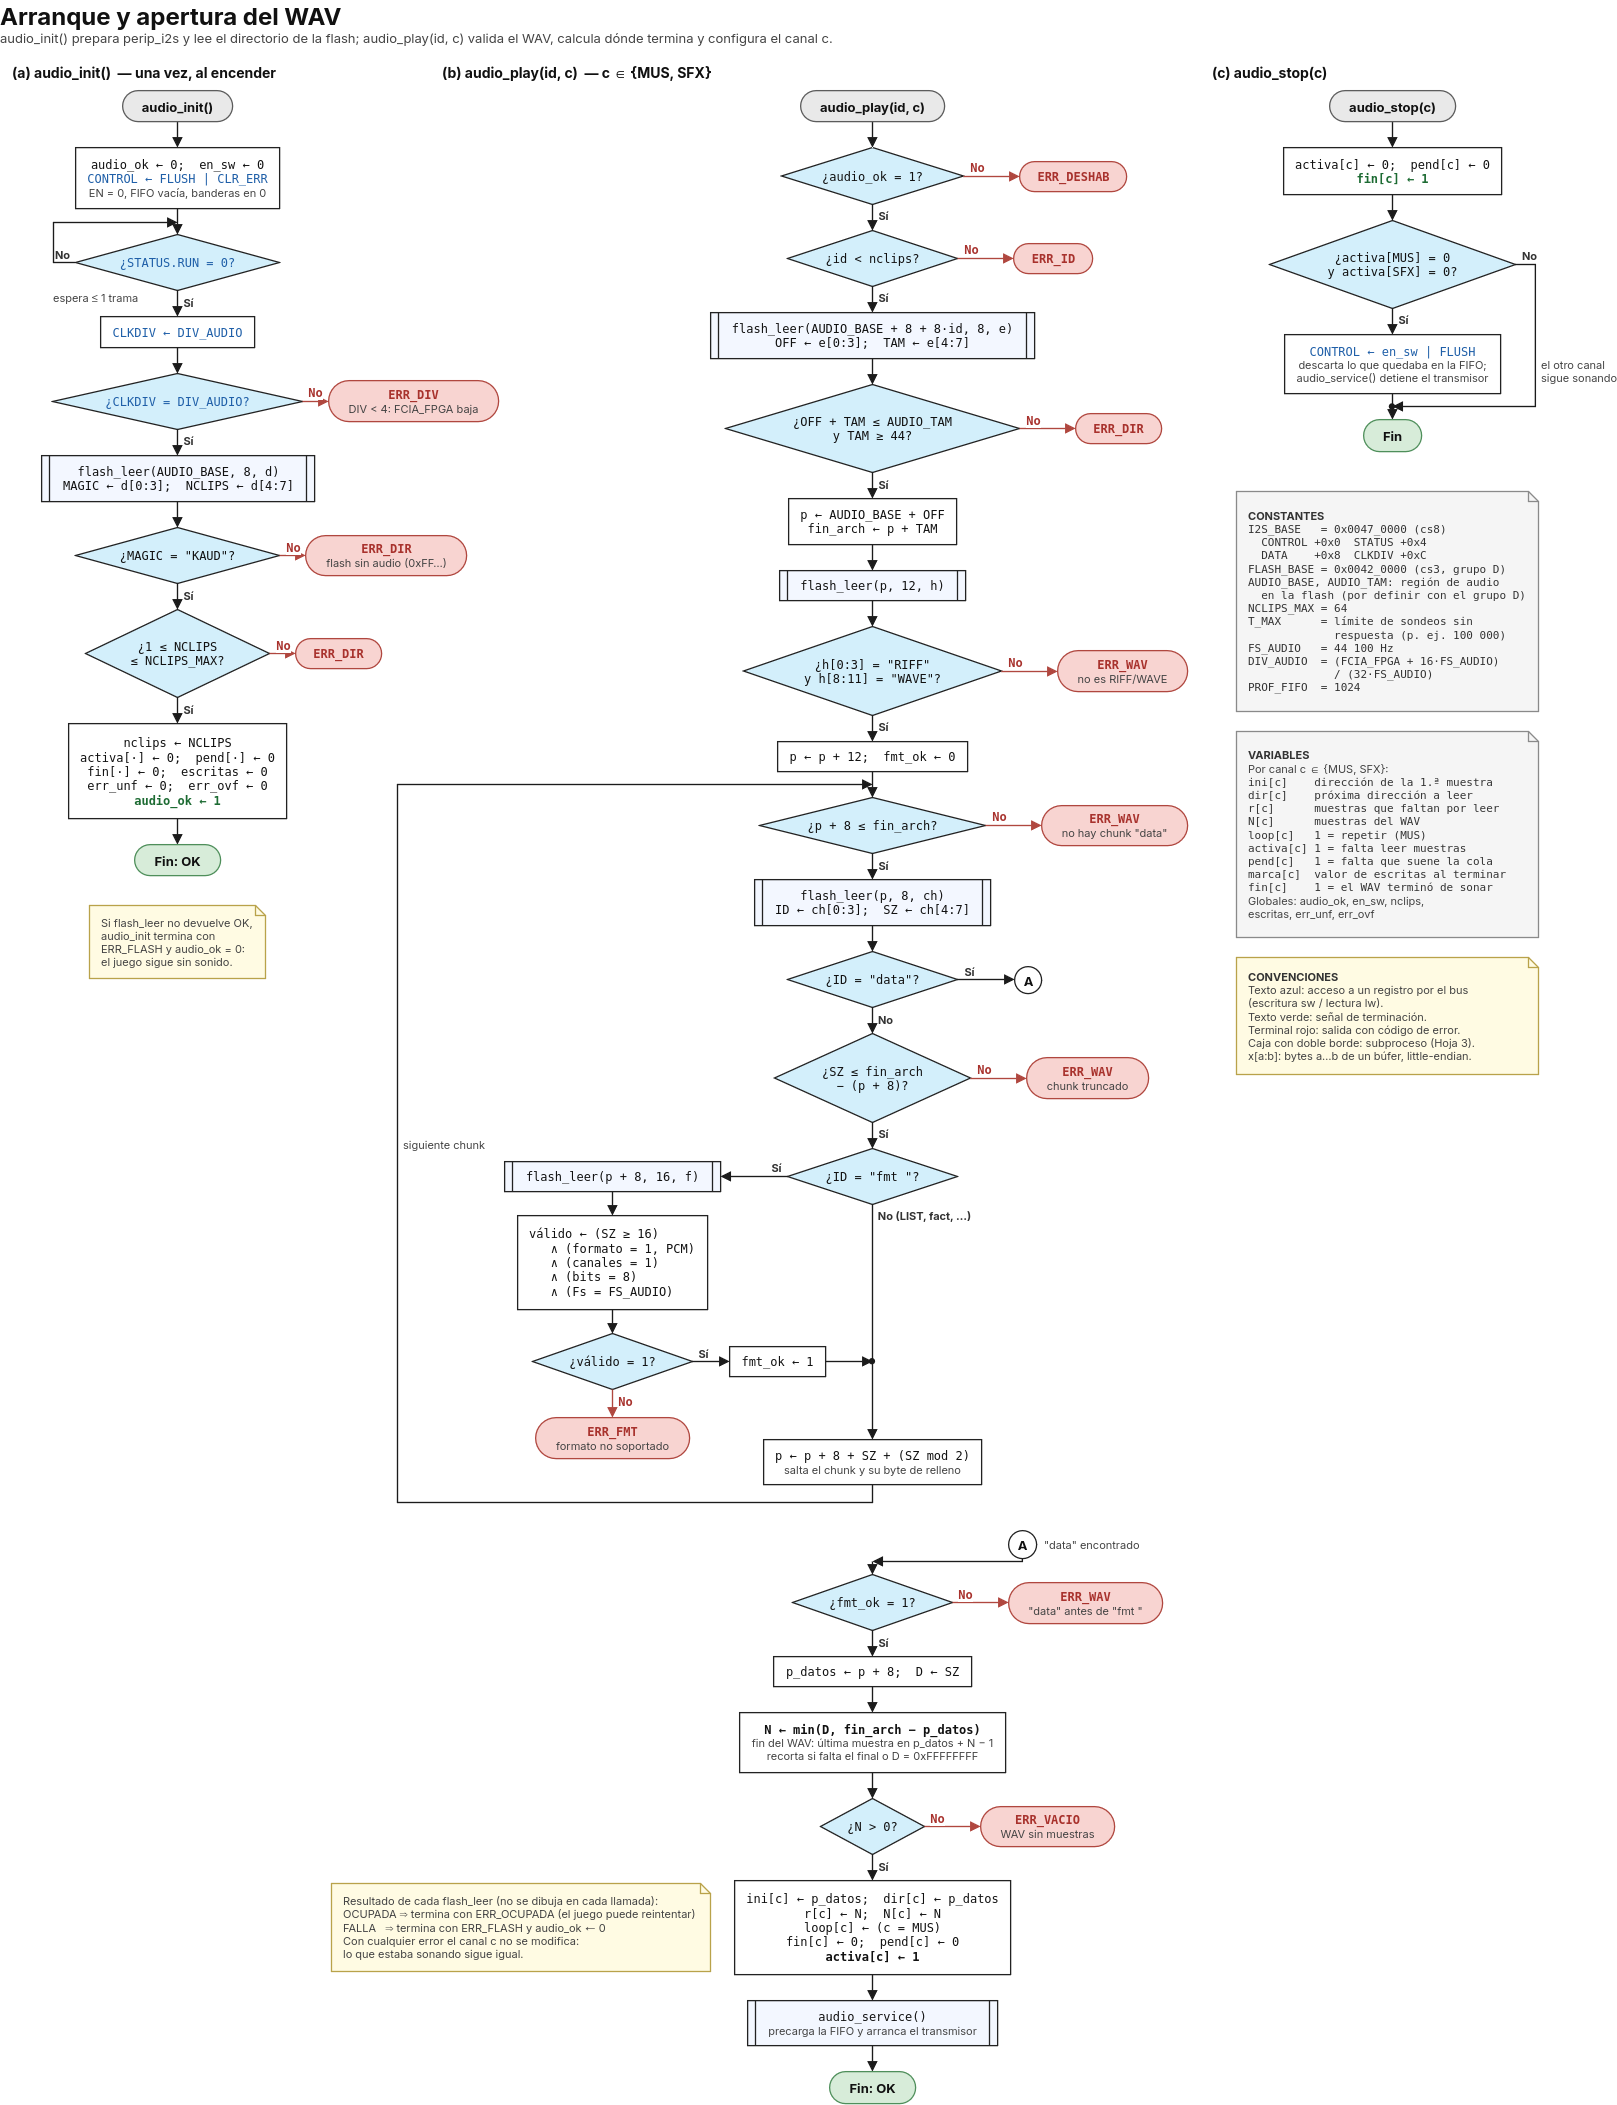 Arranque y apertura del WAV
audio_init() prepara perip_i2s y lee el directorio de la flash; audio_play(id, c) valida el WAV, calcula dónde termina y configura el canal c.
(a) audio_init() — una vez, al encender
audio_init()
audio_ok ← 0; en_sw ← 0
CONTROL ← FLUSH | CLR_ERR
EN = 0, FIFO vacía, banderas en 0
No
¿STATUS.RUN = 0?
espera ≤ 1 trama
Sí
CLKDIV ← DIV_AUDIO
¿CLKDIV = DIV_AUDIO?
No
ERR_DIV
DIV < 4: FCIA_FPGA baja
Sí
flash_leer(AUDIO_BASE, 8, d)
MAGIC ← d[0:3]; NCLIPS ← d[4:7]
¿MAGIC = "KAUD"?
No
ERR_DIR
flash sin audio (0xFF...)
Sí
¿1 ≤ NCLIPS
≤ NCLIPS_MAX?
No
ERR_DIR
Sí
nclips ← NCLIPS
activa[·] ← 0; pend[·] ← 0
fin[·] ← 0; escritas ← 0
err_unf ← 0; err_ovf ← 0
audio_ok ← 1
Fin: OK
Si flash_leer no devuelve OK,
audio_init termina con
ERR_FLASH y audio_ok = 0:
el juego sigue sin sonido.
(b) audio_play(id, c) — c ∈ {MUS, SFX}
audio_play(id, c)
¿audio_ok = 1?
No
ERR_DESHAB
Sí
¿id < nclips?
No
ERR_ID
Sí
flash_leer(AUDIO_BASE + 8 + 8·id, 8, e)
OFF ← e[0:3]; TAM ← e[4:7]
¿OFF + TAM ≤ AUDIO_TAM
y TAM ≥ 44?
No
ERR_DIR
Sí
p ← AUDIO_BASE + OFF
fin_arch ← p + TAM
flash_leer(p, 12, h)
¿h[0:3] = "RIFF"
y h[8:11] = "WAVE"?
No
ERR_WAV
no es RIFF/WAVE
Sí
p ← p + 12; fmt_ok ← 0
¿p + 8 ≤ fin_arch?
No
ERR_WAV
no hay chunk "data"
Sí
flash_leer(p, 8, ch)
ID ← ch[0:3]; SZ ← ch[4:7]
¿ID = "data"?
Sí
A
No
¿SZ ≤ fin_arch
− (p + 8)?
No
ERR_WAV
chunk truncado
Sí
siguiente chunk
¿ID = "fmt "?
Sí
flash_leer(p + 8, 16, f)
No (LIST, fact, ...)
válido ← (SZ ≥ 16)
∧ (formato = 1, PCM)
∧ (canales = 1)
∧ (bits = 8)
∧ (Fs = FS_AUDIO)
¿válido = 1?
Sí
fmt_ok ← 1
No
ERR_FMT
formato no soportado
p ← p + 8 + SZ + (SZ mod 2)
salta el chunk y su byte de relleno
A
"data" encontrado
¿fmt_ok = 1?
No
ERR_WAV
"data" antes de "fmt "
Sí
p_datos ← p + 8; D ← SZ
N ← min(D, fin_arch − p_datos)
fin del WAV: última muestra en p_datos + N − 1
recorta si falta el final o D = 0xFFFFFFFF
¿N > 0?
No
ERR_VACIO
WAV sin muestras
Sí
ini[c] ← p_datos; dir[c] ← p_datos
r[c] ← N; N[c] ← N
loop[c] ← (c = MUS)
fin[c] ← 0; pend[c] ← 0
activa[c] ← 1
Resultado de cada flash_leer (no se dibuja en cada llamada):
OCUPADA ⇒ termina con ERR_OCUPADA (el juego puede reintentar)
FALLA ⇒ termina con ERR_FLASH y audio_ok ← 0
Con cualquier error el canal c no se modifica:
lo que estaba sonando sigue igual.
audio_service()
precarga la FIFO y arranca el transmisor
Fin: OK
(c) audio_stop(c)
audio_stop(c)
activa[c] ← 0; pend[c] ← 0
fin[c] ← 1
¿activa[MUS] = 0
y activa[SFX] = 0?
No
Sí
CONTROL ← en_sw | FLUSH
descarta lo que quedaba en la FIFO;
audio_service() detiene el transmisor
el otro canal
sigue sonando
Fin
CONSTANTES
I2S_BASE = 0x0047_0000 (cs8)
CONTROL +0x0 STATUS +0x4
DATA +0x8 CLKDIV +0xC
FLASH_BASE = 0x0042_0000 (cs3, grupo D)
AUDIO_BASE, AUDIO_TAM: región de audio
en la flash (por definir con el grupo D)
NCLIPS_MAX = 64
T_MAX = límite de sondeos sin
respuesta (p. ej. 100 000)
FS_AUDIO = 44 100 Hz
DIV_AUDIO = (FCIA_FPGA + 16·FS_AUDIO)
/ (32·FS_AUDIO)
PROF_FIFO = 1024
VARIABLES
Por canal c ∈ {MUS, SFX}:
ini[c] dirección de la 1.ª muestra
dir[c] próxima dirección a leer
r[c] muestras que faltan por leer
N[c] muestras del WAV
loop[c] 1 = repetir (MUS)
activa[c] 1 = falta leer muestras
pend[c] 1 = falta que suene la cola
marca[c] valor de escritas al terminar
fin[c] 1 = el WAV terminó de sonar
Globales: audio_ok, en_sw, nclips,
escritas, err_unf, err_ovf
CONVENCIONES
Texto azul: acceso a un registro por el bus
(escritura sw / lectura lw).
Texto verde: señal de terminación.
Terminal rojo: salida con código de error.
Caja con doble borde: subproceso (Hoja 3).
x[a:b]: bytes a...b de un búfer, little-endian.